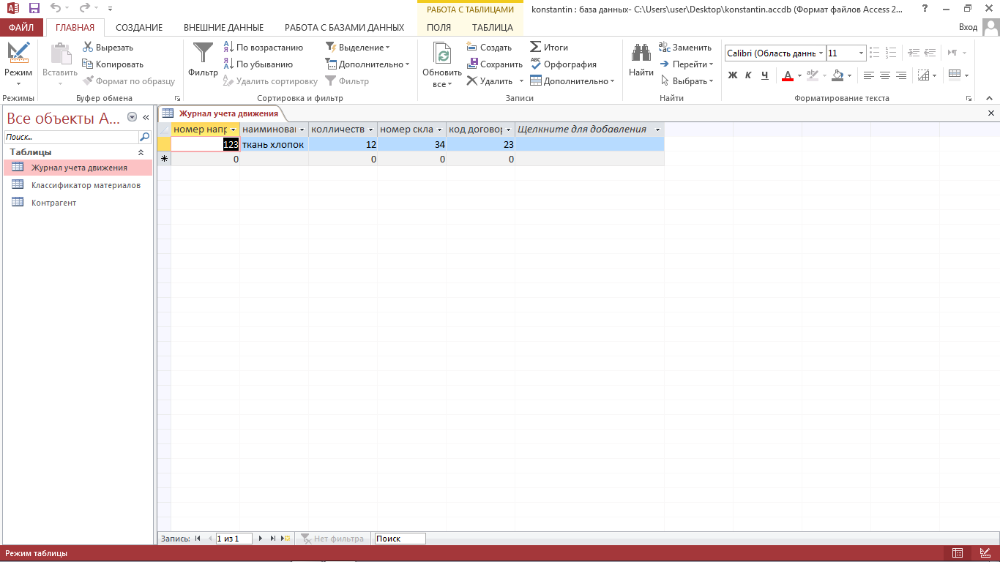 РАБОТА С ТАБЛИЦАМИ
konstantin : база данных- C:\Users\user\Desktop\konstantin.accdb (Формат файлов Access 2...
?
ФАЙЛ ГЛАВНАЯ СОЗДАНИЕ ВНЕШНИЕ ДАННЫЕ РАБОТА С БАЗАМИ ДАННЫХ ПОЛЯ ТАБЛИЦА Вход
Режим
Режимы
Вставить
Вырезать
Копировать
Формат по образцу
Буфер обмена
Фильтр
По возрастанию
По убыванию
Удалить сортировку
Выделение
Дополнительно
Фильтр
Сортировка и фильтр
Обновить
все
Создать
Сохранить
Удалить
Итоги
Орфография
Дополнительно
Записи
Найти
Заменить
Перейти
Выбрать
Найти
Calibri (Область даннь 11
Ж К Ч А
Форматирование текста
Все объекты A...
Поиск...
Таблицы
Журнал учета движения
Классификатор материалов
Контрагент
Журнал учета движения
номер напр наиминован колличеств номер скла код договор Щелкните для добавления
123 ткань хлопок 12 34 23
0 0 0 0
Запись: 1 из 1 Нет фильтра Поиск
Режим таблицы